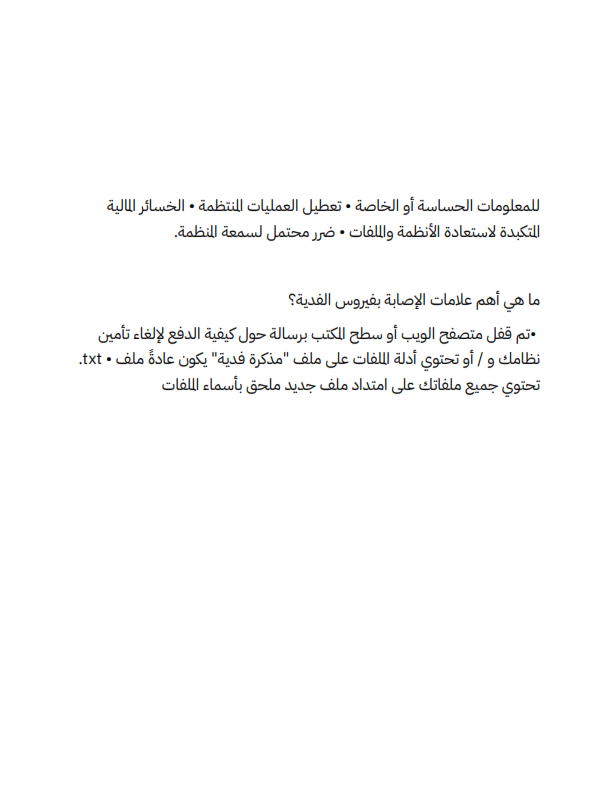 للمعلومات الحساسة أو الخاصة • تعطيل العمليات المنتظمة • الخسائر المالية
المتكبدة لاستعادة الأنظمة والملفات • ضرر محتمل لسمعة المنظمة.
ما هي أهم علامات الإصابة بفيروس الفدية؟
•تم قفل متصفح الويب أو سطح المكتب برسالة حول كيفية الدفع لإلغاء تأمين
نظامك و / أو تحتوي أدلة الملفات على ملف "مذكرة فدية" يكون عادةً ملف • txt.
تحتوي جميع ملفاتك على امتداد ملف جديد ملحق بأسماء الملفات